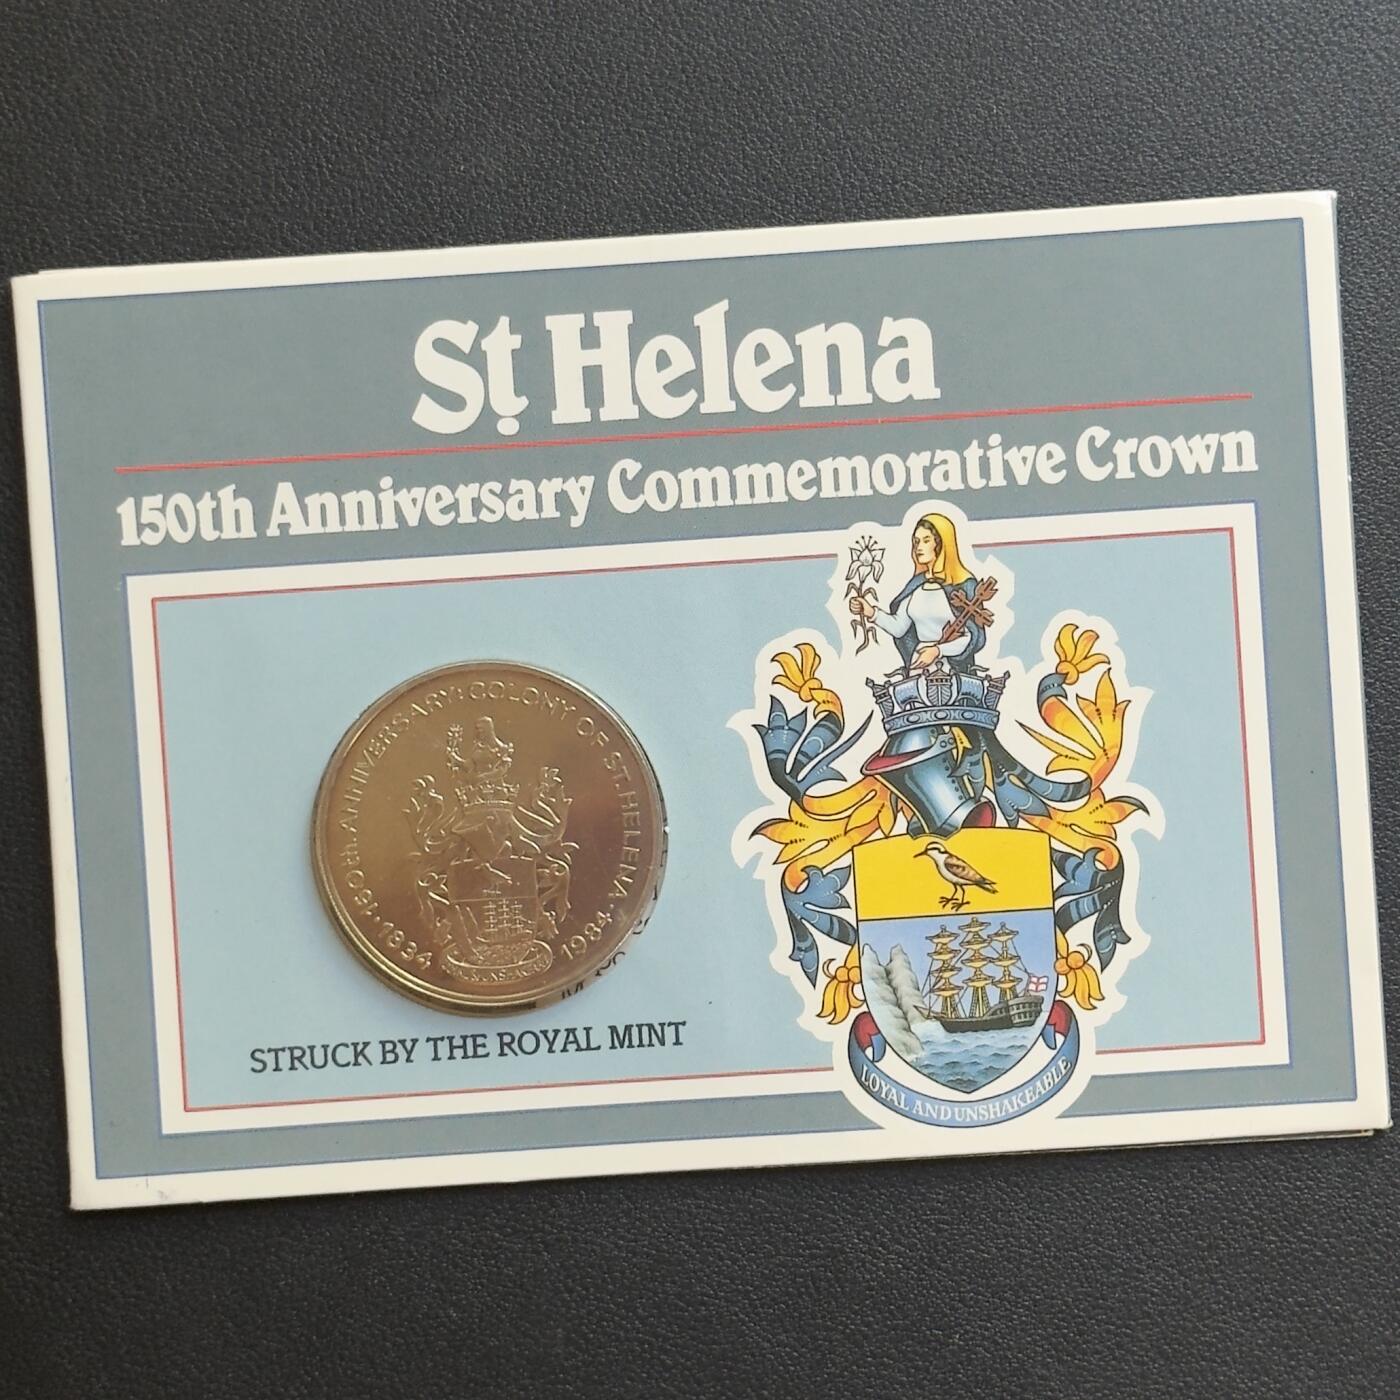 St Helena
150th Anniversary Commemorative Crown
150th ANNIVERSARY: COLONY OF ST. HELENA
1834 1984
STRUCK BY THE ROYAL MINT
LOYAL AND UNSHAKEABLE